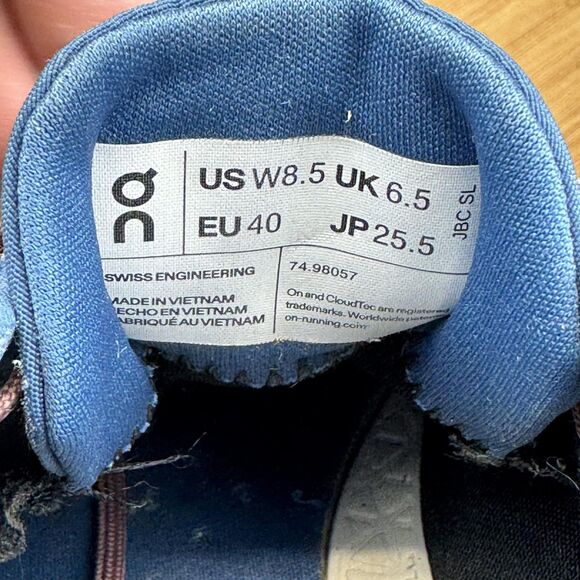 US W8.5 UK 6.5
EU 40 JP 25.5
JBC SL
SWISS ENGINEERING
MADE IN VIETNAM
HECHO EN VIETNAM
FABRIQUÉ AU VIETNAM
74.98057
On and CloudTec are registered
trademarks. Worldwide
on-running.com